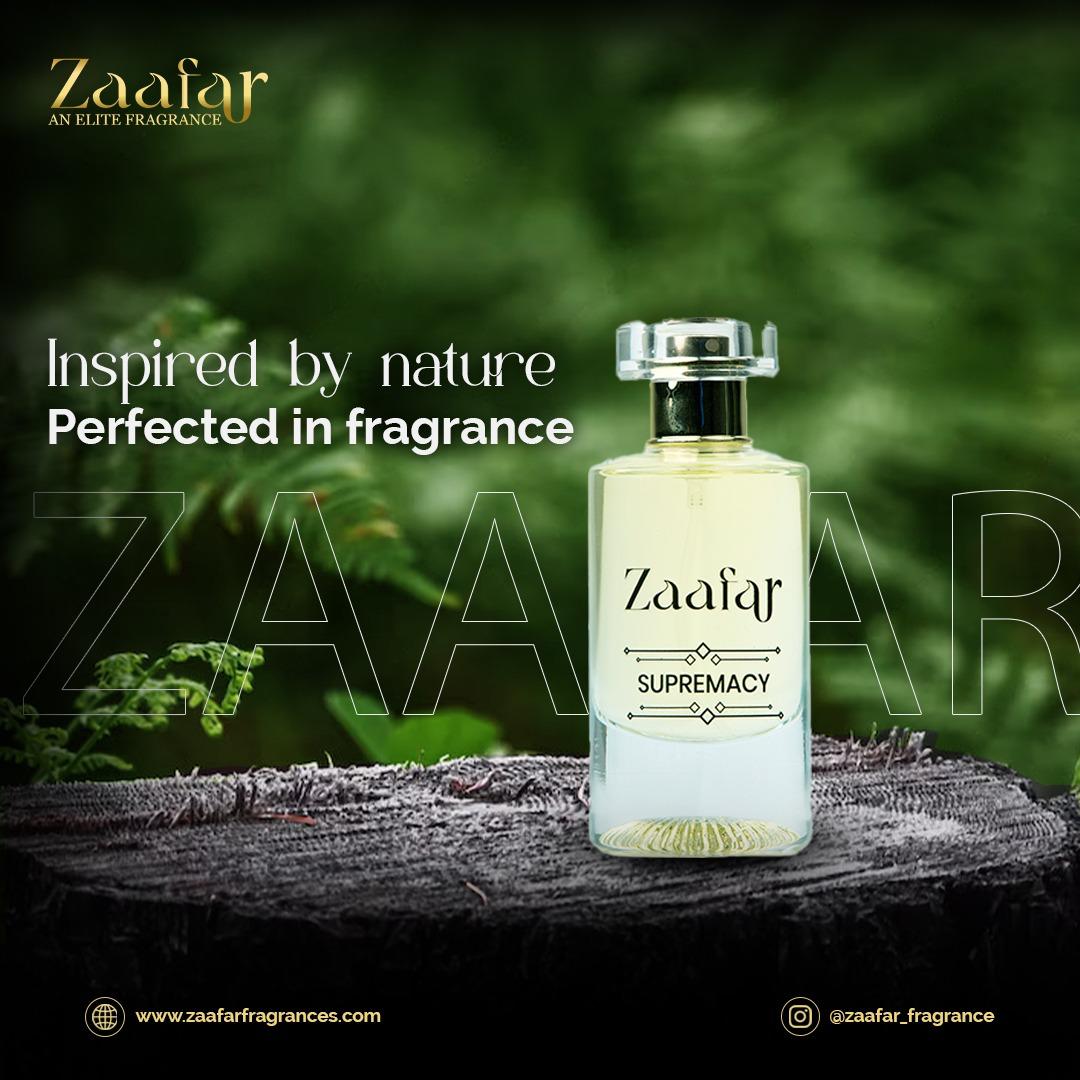 Zaafar
AN ELITE FRAGRANCE
Inspired by nature
Perfected in fragrance
ZAAFAR
Zaafar
SUPREMACY
www.zaafarfragrances.com
@zaafar_fragrance